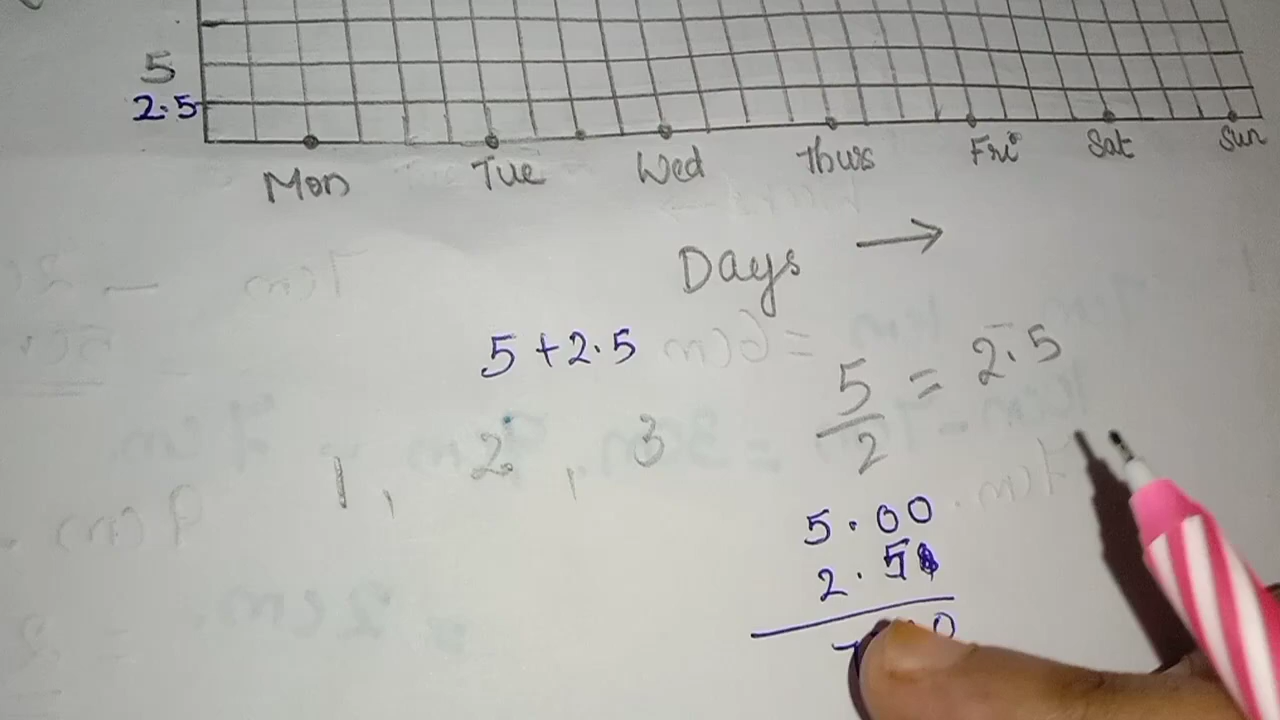 5
2.5
Mon Tue Wed Thurs Fri Sat Sun
Days →
5 + 2.5
5/2 = 2.5
1, 2, 3
5.00
2.5